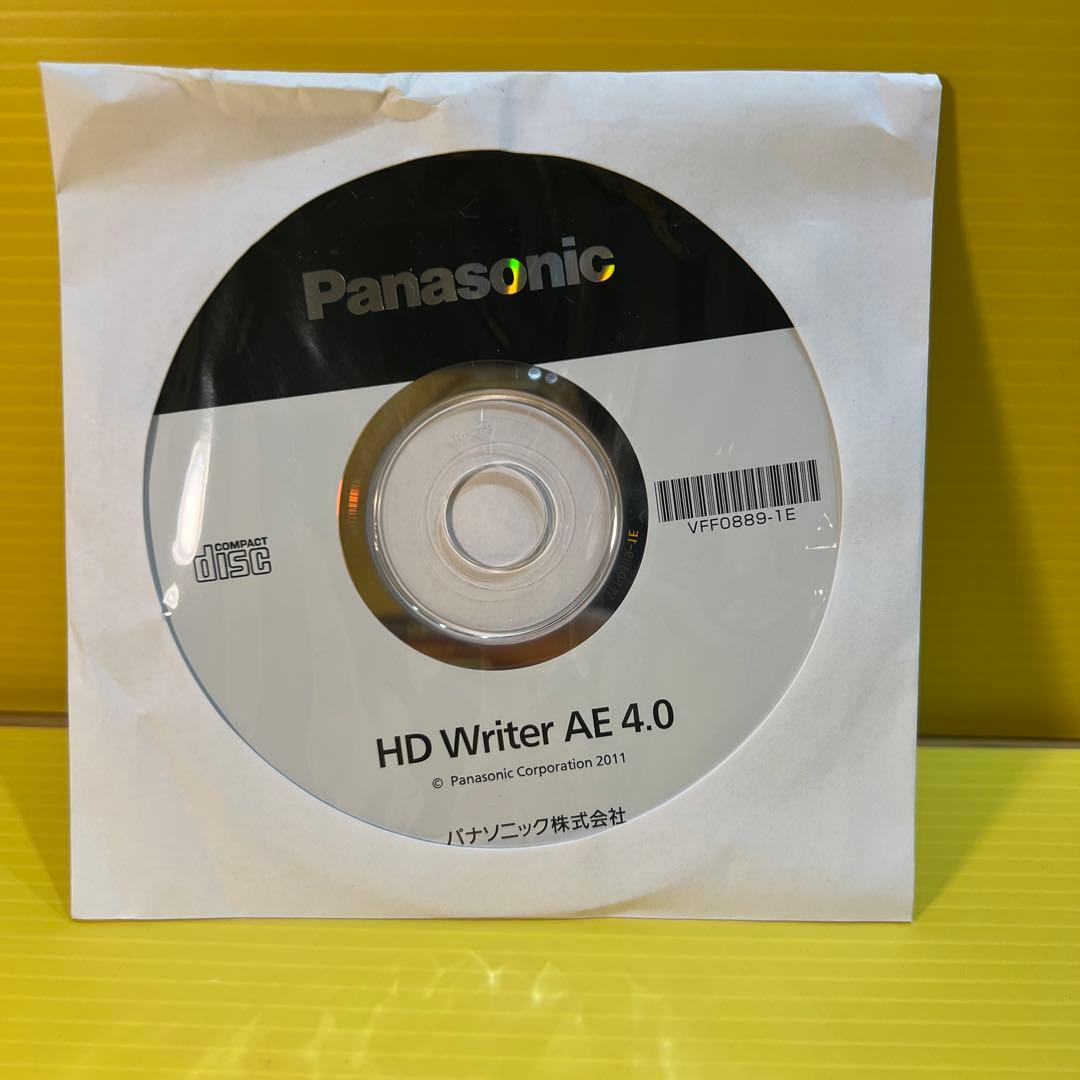 Panasonic
VFF0889-1E
COMPACT
disc
HD Writer AE 4.0
© Panasonic Corporation 2011
パナソニック株式会社